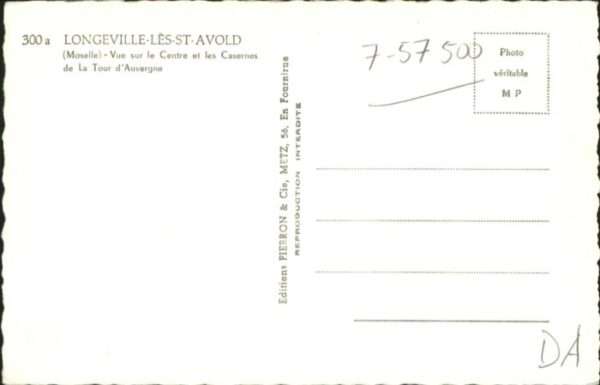 300 a LONGEVILLE-LÈS-ST-AVOLD
(Moselle) - Vue sur le Centre et les Casernes
de La Tour d'Auvergne
7-57 500
Photo
véritable
M P
Editions PIERRON & Cie, METZ, 56, En Fournirue
REPRODUCTION INTERDITE
DA